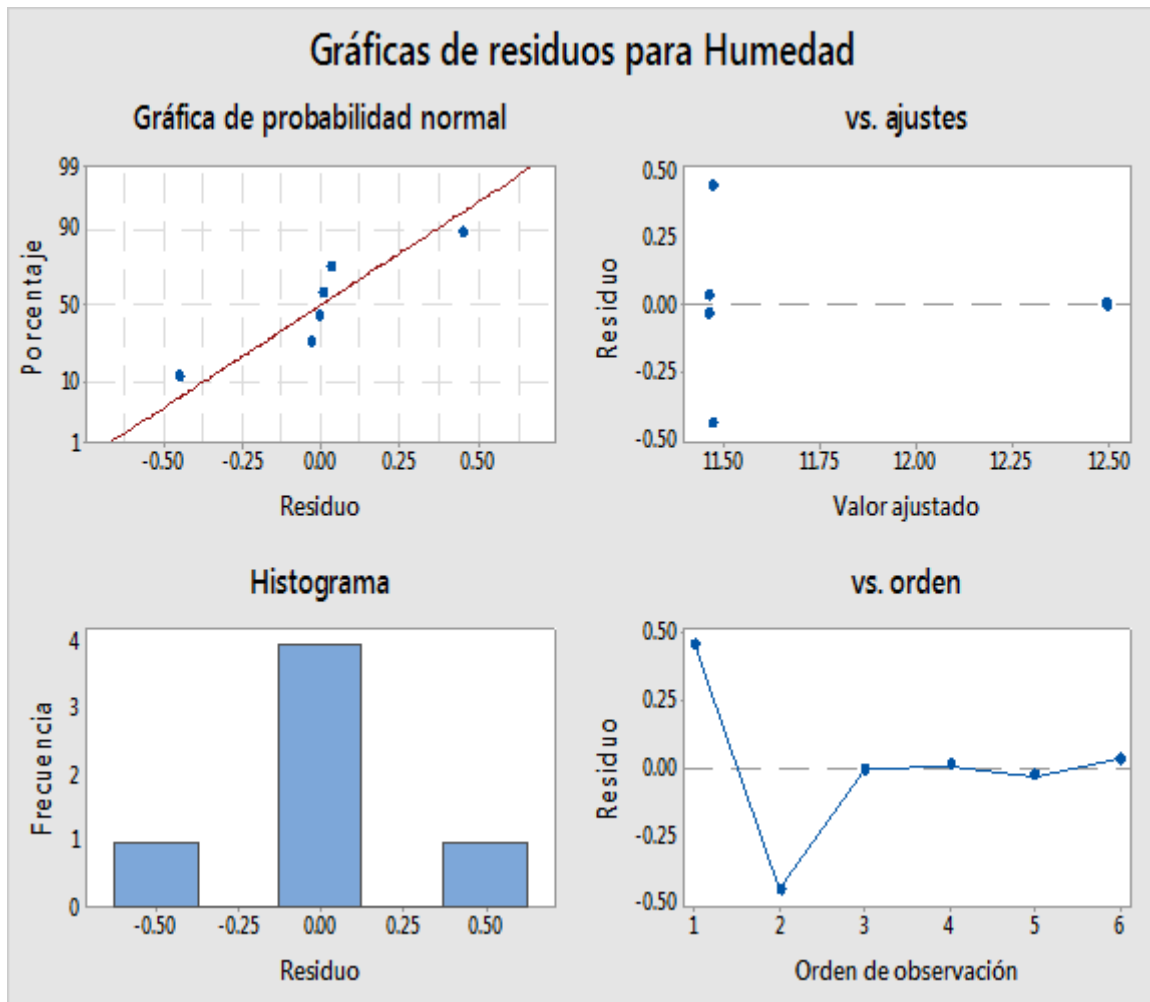 Gráficas de residuos para Humedad
Gráfica de probabilidad normal
99
90
50
10
1
Porcentaje
-0.50 -0.25 0.00 0.25 0.50
Residuo
vs. ajustes
0.50
0.25
0.00
-0.25
-0.50
Residuo
11.50 11.75 12.00 12.25 12.50
Valor ajustado
Histograma
4
3
2
1
0
Frecuencia
-0.50 -0.25 0.00 0.25 0.50
Residuo
vs. orden
0.50
0.25
0.00
-0.25
-0.50
Residuo
1 2 3 4 5 6
Orden de observación